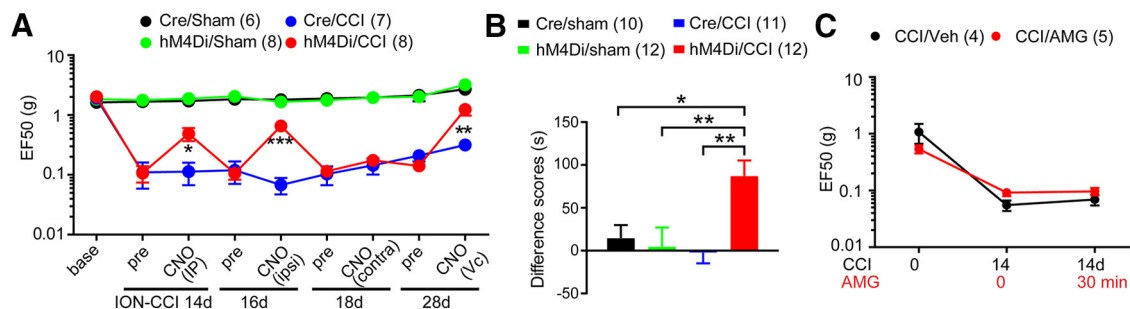 A
Cre/Sham (6) Cre/CCI (7)
hM4Di/Sham (8) hM4Di/CCI (8)
EF50 (g)
10
1
0.1
0.01
* *** **
base pre CNO (IP) pre CNO (ipsi) pre CNO (contra) pre CNO (Vc)
ION-CCI 14d 16d 18d 28d
B
Cre/sham (10) Cre/CCI (11)
hM4Di/sham (12) hM4Di/CCI (12)
Difference scores (s)
150
100
50
0
-50
*
**
**
C
CCI/Veh (4) CCI/AMG (5)
EF50 (g)
10
1
0.1
0.01
CCI 0 14 14d
AMG 0 30 min